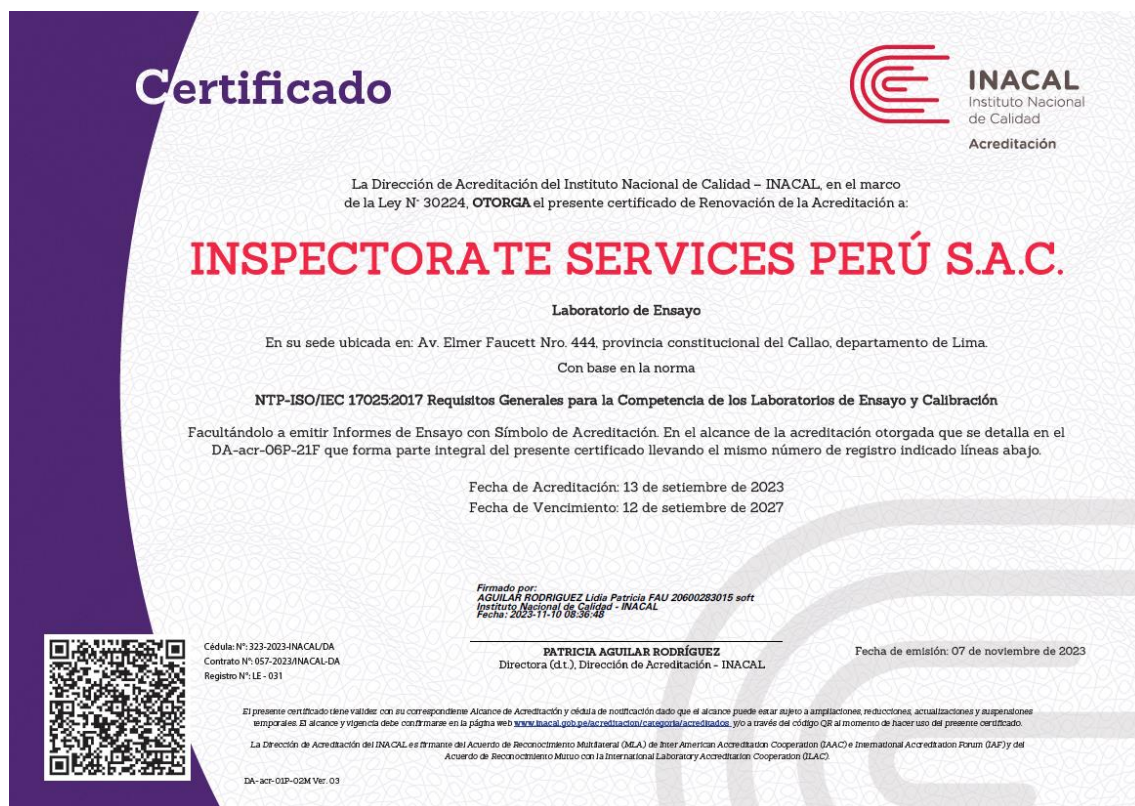 Certificado
INACAL
Instituto Nacional
de Calidad
Acreditación
La Dirección de Acreditación del Instituto Nacional de Calidad – INACAL, en el marco
de la Ley N° 30224, OTORGA el presente certificado de Renovación de la Acreditación a:
INSPECTORATE SERVICES PERÚ S.A.C.
Laboratorio de Ensayo
En su sede ubicada en: Av. Elmer Faucett Nro. 444, provincia constitucional del Callao, departamento de Lima.
Con base en la norma
NTP-ISO/IEC 17025:2017 Requisitos Generales para la Competencia de los Laboratorios de Ensayo y Calibración
Facultándolo a emitir Informes de Ensayo con Símbolo de Acreditación. En el alcance de la acreditación otorgada que se detalla en el
DA-acr-06P-21F que forma parte integral del presente certificado llevando el mismo número de registro indicado líneas abajo.
Fecha de Acreditación: 13 de setiembre de 2023
Fecha de Vencimiento: 12 de setiembre de 2027
Firmado por:
AGUILAR RODRIGUEZ Lidia Patricia FAU 20600283015 soft
Instituto Nacional de Calidad - INACAL
Fecha: 2023-11-10 08:36:48
PATRICIA AGUILAR RODRÍGUEZ
Directora (d.t.), Dirección de Acreditación - INACAL
Fecha de emisión: 07 de noviembre de 2023
Cédula: N°: 323-2023-INACAL/DA
Contrato N°: 057-2023/INACAL-DA
Registro N°: LE - 031
El presente certificado tiene validez con su correspondiente Alcance de Acreditación y cédula de notificación dado que el alcance puede estar sujeto a ampliaciones, reducciones, actualizaciones y suspensiones
temporales. El alcance y vigencia debe confirmarse en la página web www.inacal.gob.pe/acreditacion/categoria/acreditados, y/o a través del código QR al momento de hacer uso del presente certificado.
La Dirección de Acreditación del INACAL es firmante del Acuerdo de Reconocimiento Multilateral (MLA) de Inter American Accreditation Cooperation (IAAC) e International Accreditation Forum (IAF) y del
Acuerdo de Reconocimiento Mutuo con la International Laboratory Accreditation Cooperation (ILAC).
DA-acr-01P-02M Ver. 03